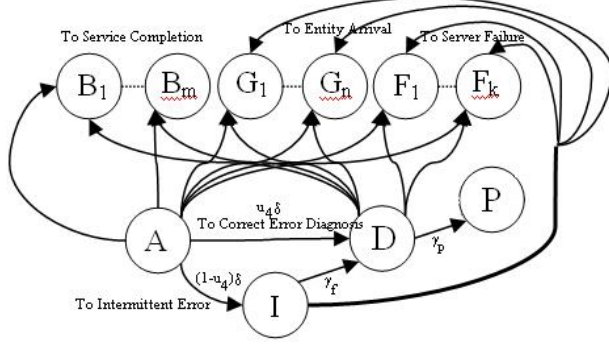 To Service Completion
To Entity Arrival
To Server Failure
B1 Bm G1 Gn F1 Fk
P
u4δ
To Correct Error Diagnosis
A
D
γp
(1-u4)δ
γf
To Intermittent Error
I